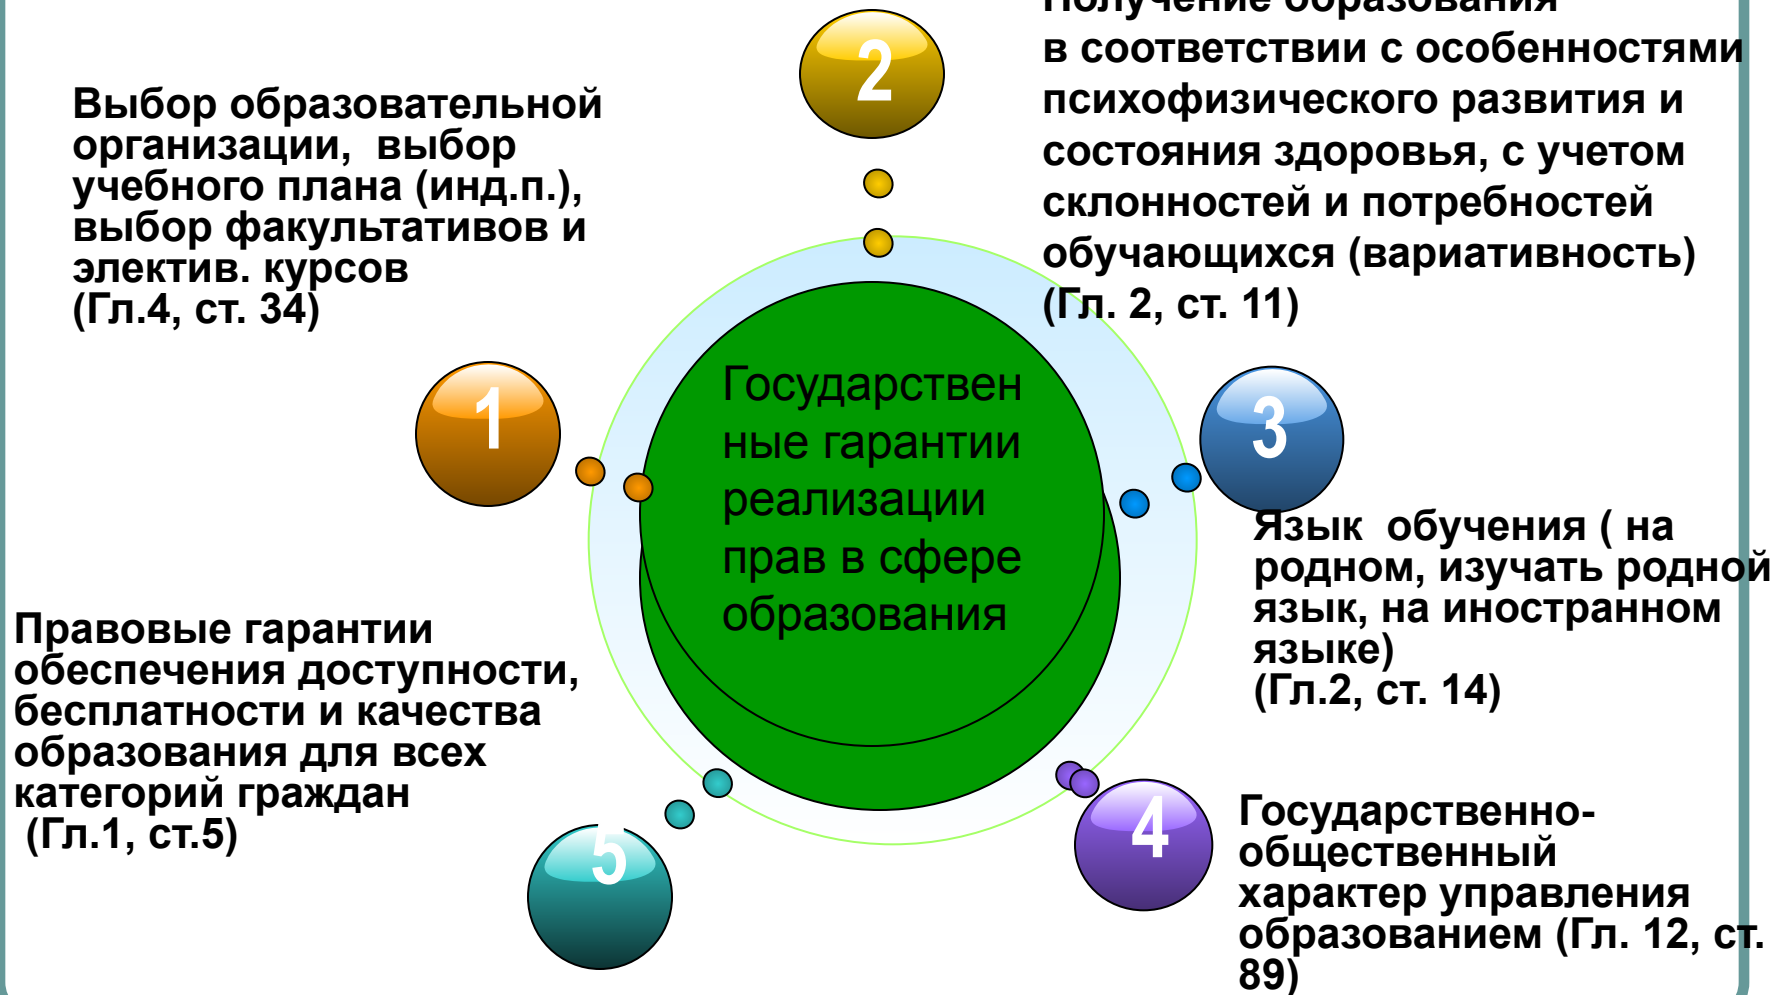 2
Получение образования
в соответствии с особенностями
психофизического развития и
состояния здоровья, с учетом
склонностей и потребностей
обучающихся (вариативность)
(Гл. 2, ст. 11)
Выбор образовательной
организации,  выбор
учебного плана (инд.п.),
выбор факультативов и
электив. курсов
(Гл.4, ст. 34)
1
Государствен
ные гарантии
реализации
прав в сфере
образования
3
Язык  обучения ( на
родном, изучать родной
язык, на иностранном
языке)
(Гл.2, ст. 14)
Правовые гарантии
обеспечения доступности,
бесплатности и качества
образования для всех
категорий граждан
(Гл.1, ст.5)
5
4
Государственно-
общественный
характер управления
образованием (Гл. 12, ст.
89)